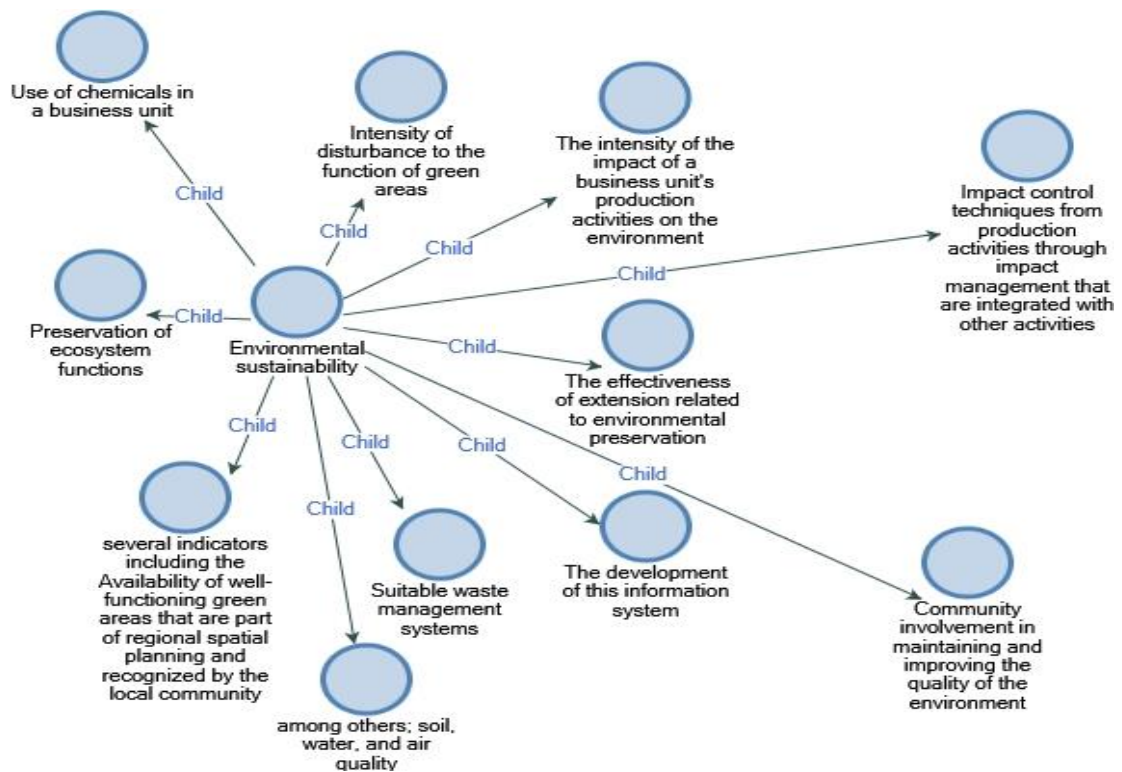 Use of chemicals in
a business unit
Child
Intensity of
disturbance to the
function of green
areas
Child
The intensity of the
impact of a
business unit's
production
activities on the
environment
Child
Impact control
techniques from
production
activities through
impact
management that
are integrated with
other activities
Child
Preservation of
ecosystem
functions
Child
Environmental
sustainability
Child
The effectiveness
of extension related
to environmental
preservation
Child
several indicators
including the
Availability of well-
functioning green
areas that are part
of regional spatial
planning and
recognized by the
local community
Child
among others; soil,
water, and air
quality
Child
Suitable waste
management
systems
Child
The development
of this information
system
Child
Community
involvement in
maintaining and
improving the
quality of the
environment